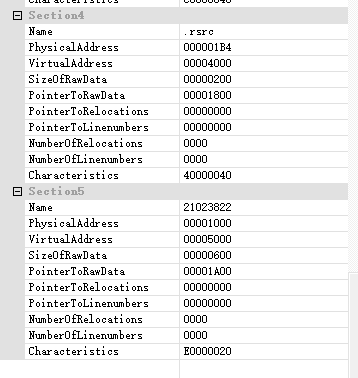 Section4
Name .rsrc
PhysicalAddress 000001B4
VirtualAddress 00004000
SizeOfRawData 00000200
PointerToRawData 00001800
PointerToRelocations 00000000
PointerToLinenumbers 00000000
NumberOfRelocations 0000
NumberOfLinenumbers 0000
Characteristics 40000040
Section5
Name 21023822
PhysicalAddress 00001000
VirtualAddress 00005000
SizeOfRawData 00000600
PointerToRawData 00001A00
PointerToRelocations 00000000
PointerToLinenumbers 00000000
NumberOfRelocations 0000
NumberOfLinenumbers 0000
Characteristics E0000020